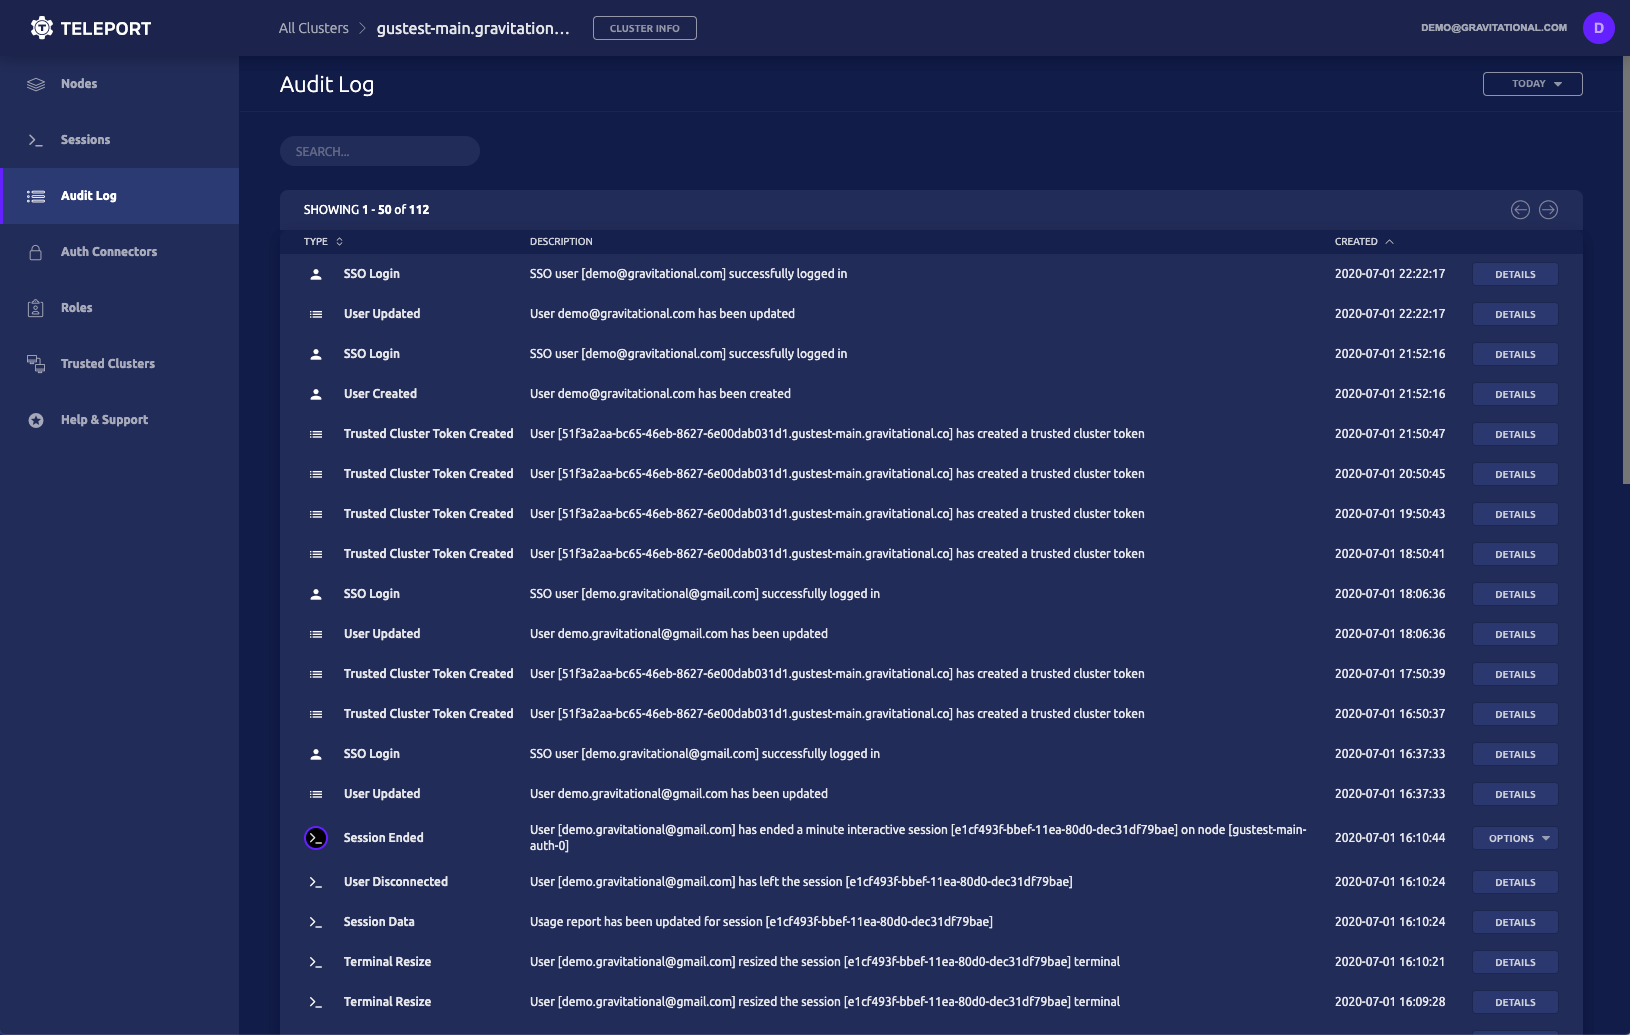 TELEPORT
All Clusters > gustest-main.gravitation... CLUSTER INFO
DEMO@GRAVITATIONAL.COM D
Nodes
Sessions
Audit Log
Auth Connectors
Roles
Trusted Clusters
Help & Support
Audit Log
TODAY
SEARCH...
SHOWING 1 - 50 of 112
TYPE DESCRIPTION CREATED
SSO Login SSO user [demo@gravitational.com] successfully logged in 2020-07-01 22:22:17 DETAILS
User Updated User demo@gravitational.com has been updated 2020-07-01 22:22:17 DETAILS
SSO Login SSO user [demo@gravitational.com] successfully logged in 2020-07-01 21:52:16 DETAILS
User Created User demo@gravitational.com has been created 2020-07-01 21:52:16 DETAILS
Trusted Cluster Token Created User [51f3a2aa-bc65-46eb-8627-6e00dab031d1.gustest-main.gravitational.co] has created a trusted cluster token 2020-07-01 21:50:47 DETAILS
Trusted Cluster Token Created User [51f3a2aa-bc65-46eb-8627-6e00dab031d1.gustest-main.gravitational.co] has created a trusted cluster token 2020-07-01 20:50:45 DETAILS
Trusted Cluster Token Created User [51f3a2aa-bc65-46eb-8627-6e00dab031d1.gustest-main.gravitational.co] has created a trusted cluster token 2020-07-01 19:50:43 DETAILS
Trusted Cluster Token Created User [51f3a2aa-bc65-46eb-8627-6e00dab031d1.gustest-main.gravitational.co] has created a trusted cluster token 2020-07-01 18:50:41 DETAILS
SSO Login SSO user [demo.gravitational@gmail.com] successfully logged in 2020-07-01 18:06:36 DETAILS
User Updated User demo.gravitational@gmail.com has been updated 2020-07-01 18:06:36 DETAILS
Trusted Cluster Token Created User [51f3a2aa-bc65-46eb-8627-6e00dab031d1.gustest-main.gravitational.co] has created a trusted cluster token 2020-07-01 17:50:39 DETAILS
Trusted Cluster Token Created User [51f3a2aa-bc65-46eb-8627-6e00dab031d1.gustest-main.gravitational.co] has created a trusted cluster token 2020-07-01 16:50:37 DETAILS
SSO Login SSO user [demo.gravitational@gmail.com] successfully logged in 2020-07-01 16:37:33 DETAILS
User Updated User demo.gravitational@gmail.com has been updated 2020-07-01 16:37:33 DETAILS
Session Ended User [demo.gravitational@gmail.com] has ended a minute interactive session [e1cf493f-bbef-11ea-80d0-dec31df79bae] on node [gustest-main-
auth-0] 2020-07-01 16:10:44 OPTIONS
User Disconnected User [demo.gravitational@gmail.com] has left the session [e1cf493f-bbef-11ea-80d0-dec31df79bae] 2020-07-01 16:10:24 DETAILS
Session Data Usage report has been updated for session [e1cf493f-bbef-11ea-80d0-dec31df79bae] 2020-07-01 16:10:24 DETAILS
Terminal Resize User [demo.gravitational@gmail.com] resized the session [e1cf493f-bbef-11ea-80d0-dec31df79bae] terminal 2020-07-01 16:10:21 DETAILS
Terminal Resize User [demo.gravitational@gmail.com] resized the session [e1cf493f-bbef-11ea-80d0-dec31df79bae] terminal 2020-07-01 16:09:28 DETAILS